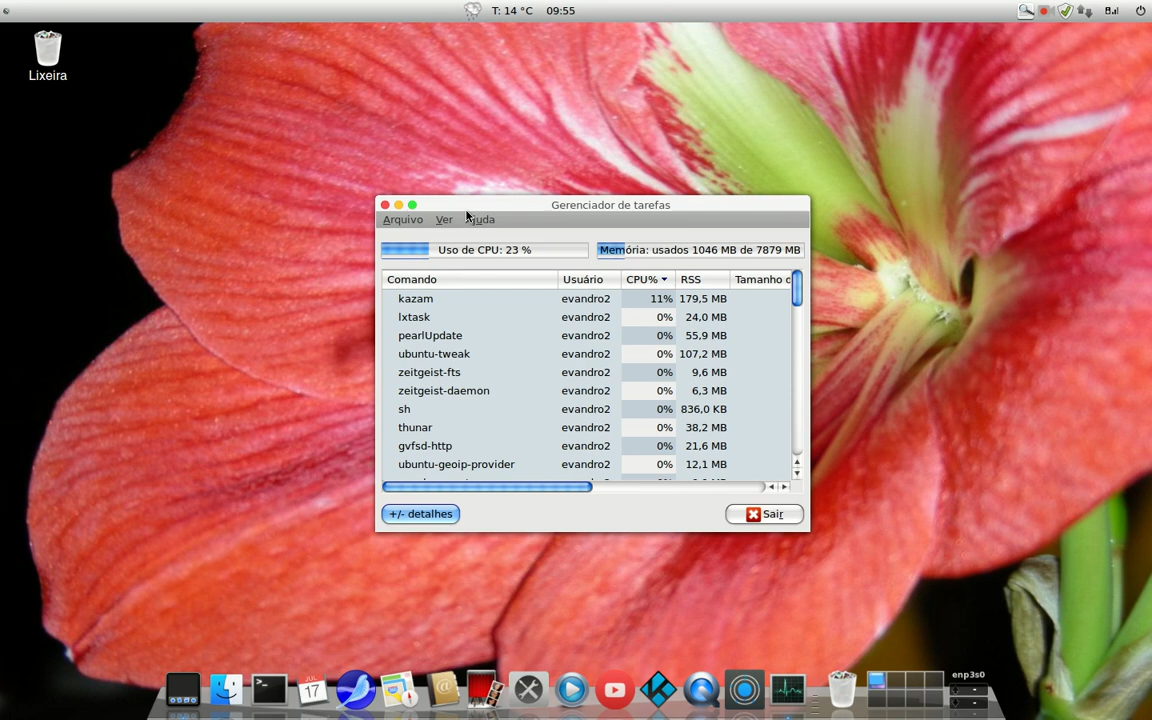 T: 14 °C 09:55
Lixeira
Gerenciador de tarefas
Arquivo Ver Ajuda
Uso de CPU: 23 % Memória: usados 1046 MB de 7879 MB
Comando Usuário CPU% RSS Tamanho d
kazam evandro2 11% 179,5 MB
lxtask evandro2 0% 24,0 MB
pearlUpdate evandro2 0% 55,9 MB
ubuntu-tweak evandro2 0% 107,2 MB
zeitgeist-fts evandro2 0% 9,6 MB
zeitgeist-daemon evandro2 0% 6,3 MB
sh evandro2 0% 836,0 KB
thunar evandro2 0% 38,2 MB
gvfsd-http evandro2 0% 21,6 MB
ubuntu-geoip-provider evandro2 0% 12,1 MB
+/- detalhes Sair
JUL
17
enp3s0